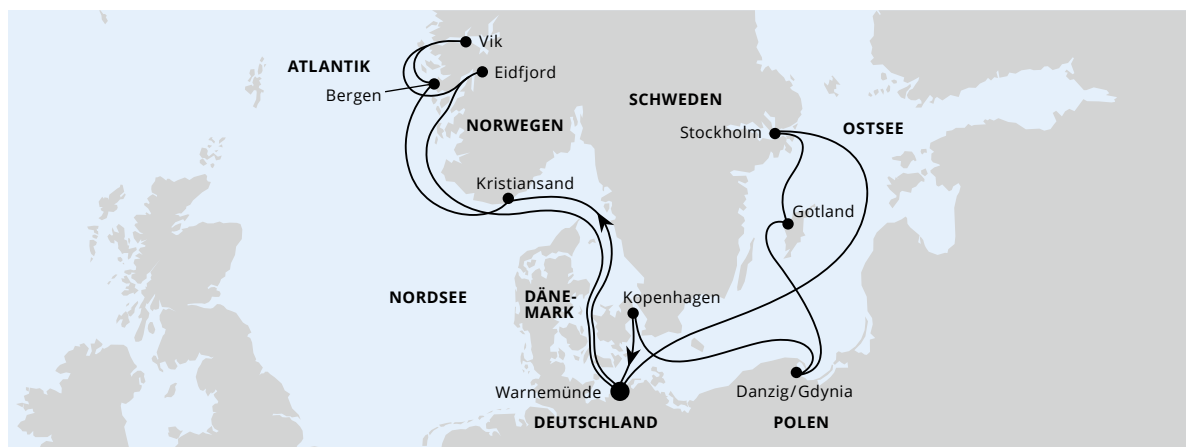 Vik
ATLANTIK
Eidfjord
Bergen
SCHWEDEN
NORWEGEN
Stockholm
OSTSEE
Kristiansand
Gotland
NORDSEE
DÄNE-
MARK
Kopenhagen
Warnemünde
Danzig/Gdynia
DEUTSCHLAND
POLEN